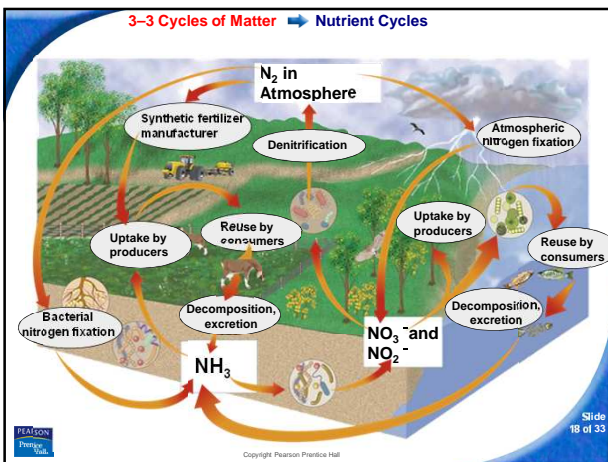 3–3 Cycles of Matter Nutrient Cycles
N2 in
Atmosphere
Synthetic fertilizer
manufacturer
Denitrification
Atmospheric
nitrogen fixation
Uptake by
producers
Reuse by
consumers
Uptake by
producers
Reuse by
consumers
Bacterial
nitrogen fixation
Decomposition,
excretion
Decomposition,
excretion
NO3- and
NO2-
NH3
PEARSON
Prentice
Hall
Copyright Pearson Prentice Hall
Slide
18 of 33